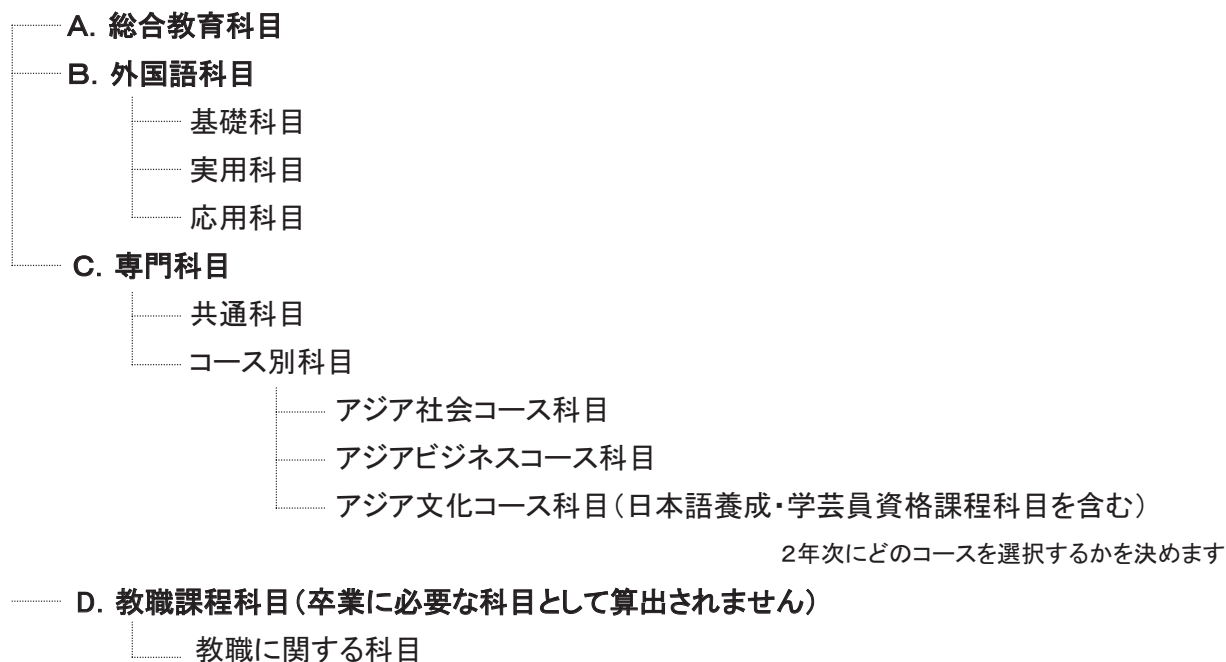 A. 総合教育科目
B. 外国語科目
基礎科目
実用科目
応用科目
C. 専門科目
共通科目
コース別科目
アジア社会コース科目
アジアビジネスコース科目
アジア文化コース科目(日本語養成・学芸員資格課程科目を含む)
2年次にどのコースを選択するかを決めます
D. 教職課程科目(卒業に必要な科目として算出されません)
教職に関する科目